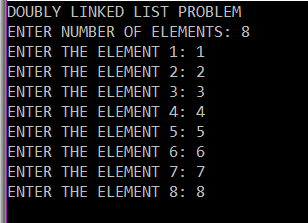 DOUBLY LINKED LIST PROBLEM
ENTER NUMBER OF ELEMENTS: 8
ENTER THE ELEMENT 1: 1
ENTER THE ELEMENT 2: 2
ENTER THE ELEMENT 3: 3
ENTER THE ELEMENT 4: 4
ENTER THE ELEMENT 5: 5
ENTER THE ELEMENT 6: 6
ENTER THE ELEMENT 7: 7
ENTER THE ELEMENT 8: 8